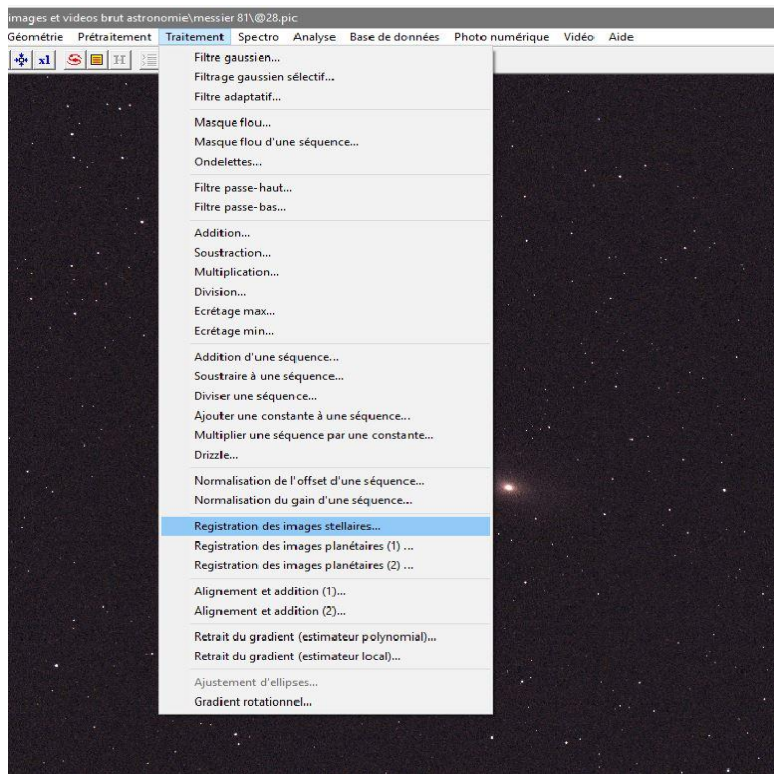 images et videos brut astronomie\messier 81\@28.pic
Géométrie Prétraitement Traitement Spectro Analyse Base de données Photo numérique Vidéo Aide
x1 H
Filtre gaussien...
Filtrage gaussien sélectif...
Filtre adaptatif...
Masque flou...
Masque flou d'une séquence...
Ondelettes...
Filtre passe-haut...
Filtre passe-bas...
Addition...
Soustraction...
Multiplication...
Division...
Ecrétage max...
Ecrétage min...
Addition d'une séquence...
Soustraire à une séquence...
Diviser une séquence...
Ajouter une constante à une séquence...
Multiplier une séquence par une constante...
Drizzle...
Normalisation de l'offset d'une séquence...
Normalisation du gain d'une séquence...
Registration des images stellaires...
Registration des images planétaires (1) ...
Registration des images planétaires (2) ...
Alignement et addition (1)...
Alignement et addition (2)...
Retrait du gradient (estimateur polynomial)...
Retrait du gradient (estimateur local)...
Ajustement d'ellipses...
Gradient rotationnel...